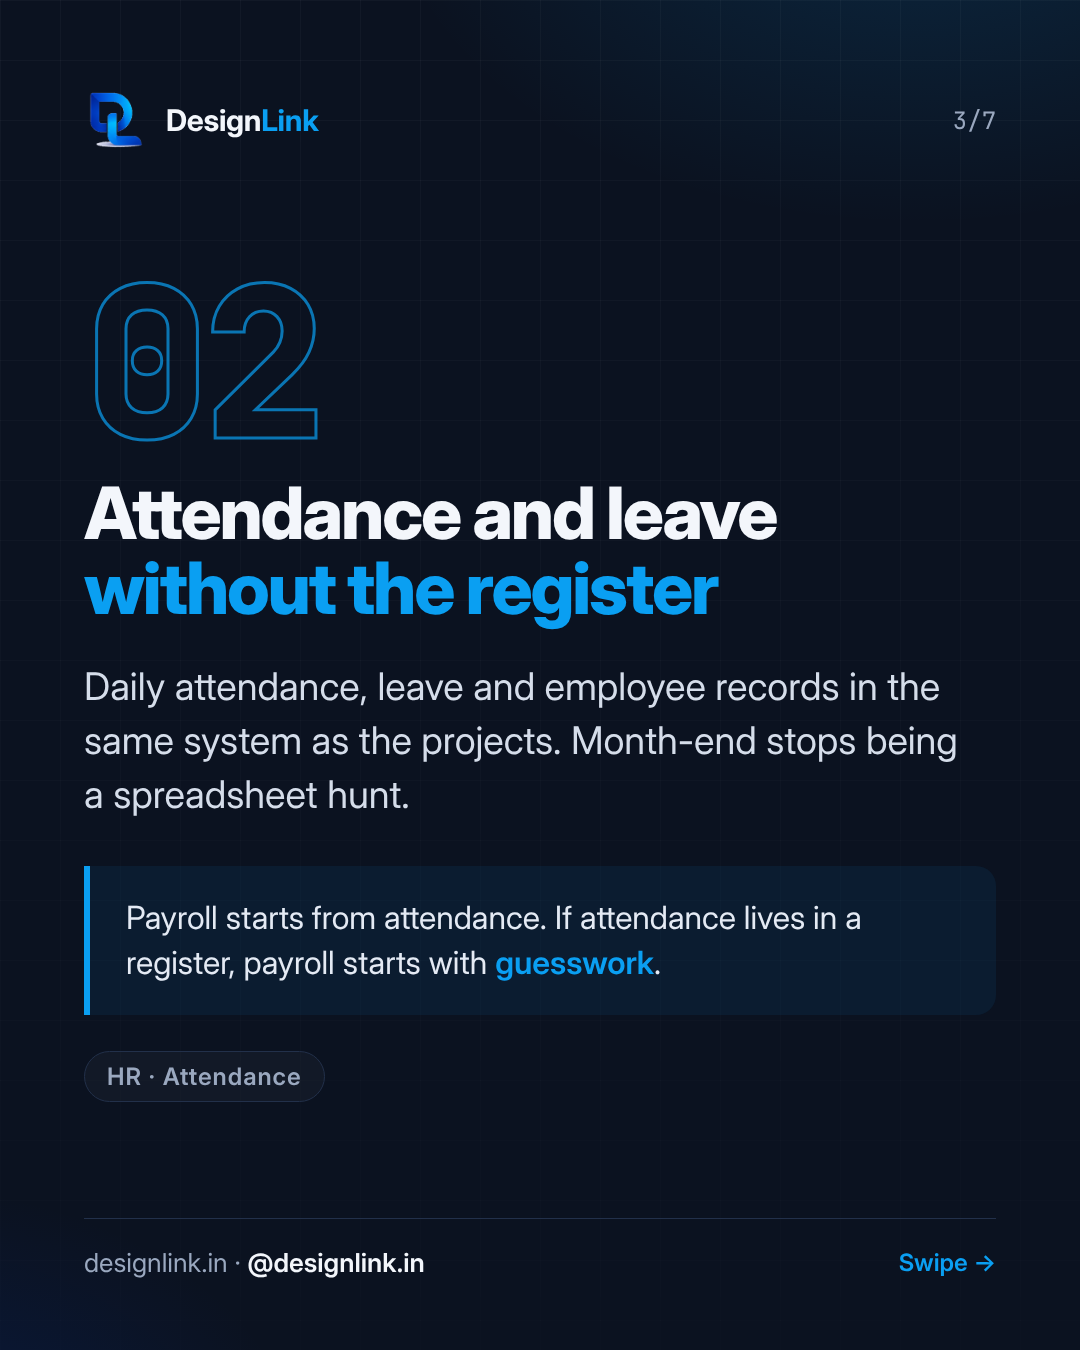 DesignLink
3/7
02
Attendance and leave
without the register
Daily attendance, leave and employee records in the
same system as the projects. Month-end stops being
a spreadsheet hunt.
Payroll starts from attendance. If attendance lives in a
register, payroll starts with guesswork.
HR · Attendance
designlink.in · @designlink.in
Swipe →